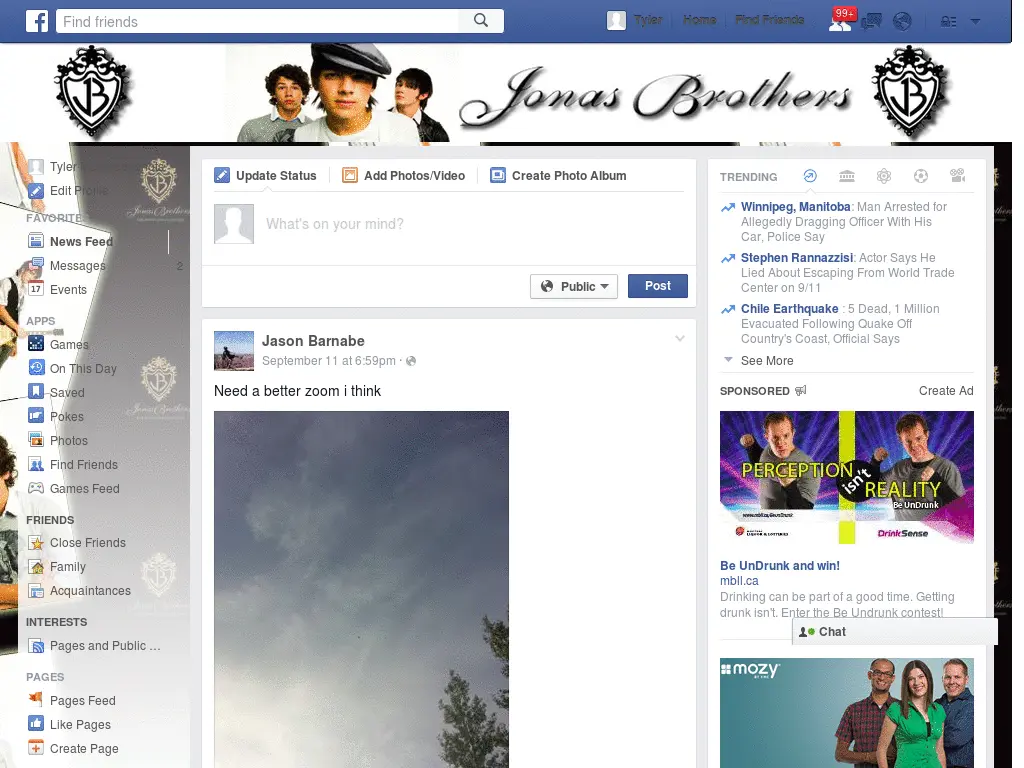 Find friends
Tyler
Home
Find Friends
99+
JB
Jonas Brothers
JB
Tyler
Edit Profile
FAVORITES
News Feed
Messages
2
Events
17
APPS
Games
On This Day
Saved
Pokes
Photos
Find Friends
Games Feed
FRIENDS
Close Friends
Family
Acquaintances
INTERESTS
Pages and Public ...
PAGES
Pages Feed
Like Pages
Create Page
Jonas Brothers
Jonas Brothers
Update Status
Add Photos/Video
Create Photo Album
What's on your mind?
Public
Post
Jason Barnabe
September 11 at 6:59pm ·
Need a better zoom i think
TRENDING
Winnipeg, Manitoba: Man Arrested for
Allegedly Dragging Officer With His
Car, Police Say
Stephen Rannazzisi: Actor Says He
Lied About Escaping From World Trade
Center on 9/11
Chile Earthquake : 5 Dead, 1 Million
Evacuated Following Quake Off
Country's Coast, Official Says
See More
SPONSORED
Create Ad
PERCEPTION
isn't
REALITY
Be UnDrunk
DrinkSense
Be UnDrunk and win!
mbll.ca
Drinking can be part of a good time. Getting
drunk isn't. Enter the Be Undrunk contest!
Chat
mozy